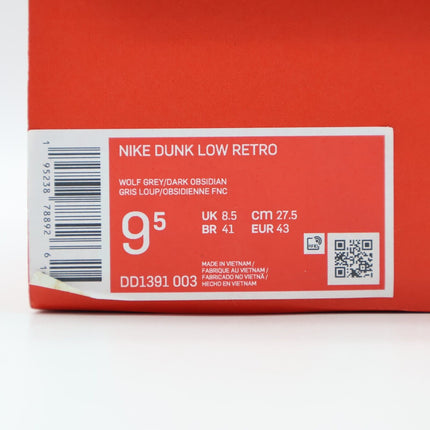 NIKE DUNK LOW RETRO
WOLF GREY/DARK OBSIDIAN
GRIS LOUP/OBSIDIENNE FNC
9 5
UK 8.5 cm 27.5
BR 41 EUR 43
MADE IN VIETNAM /
FABRIQUE AU VIETNAM /
FABRICADO NO VIETNÃ /
HECHO EN VIETNAM
DD1391 003
1 95238 78892 6